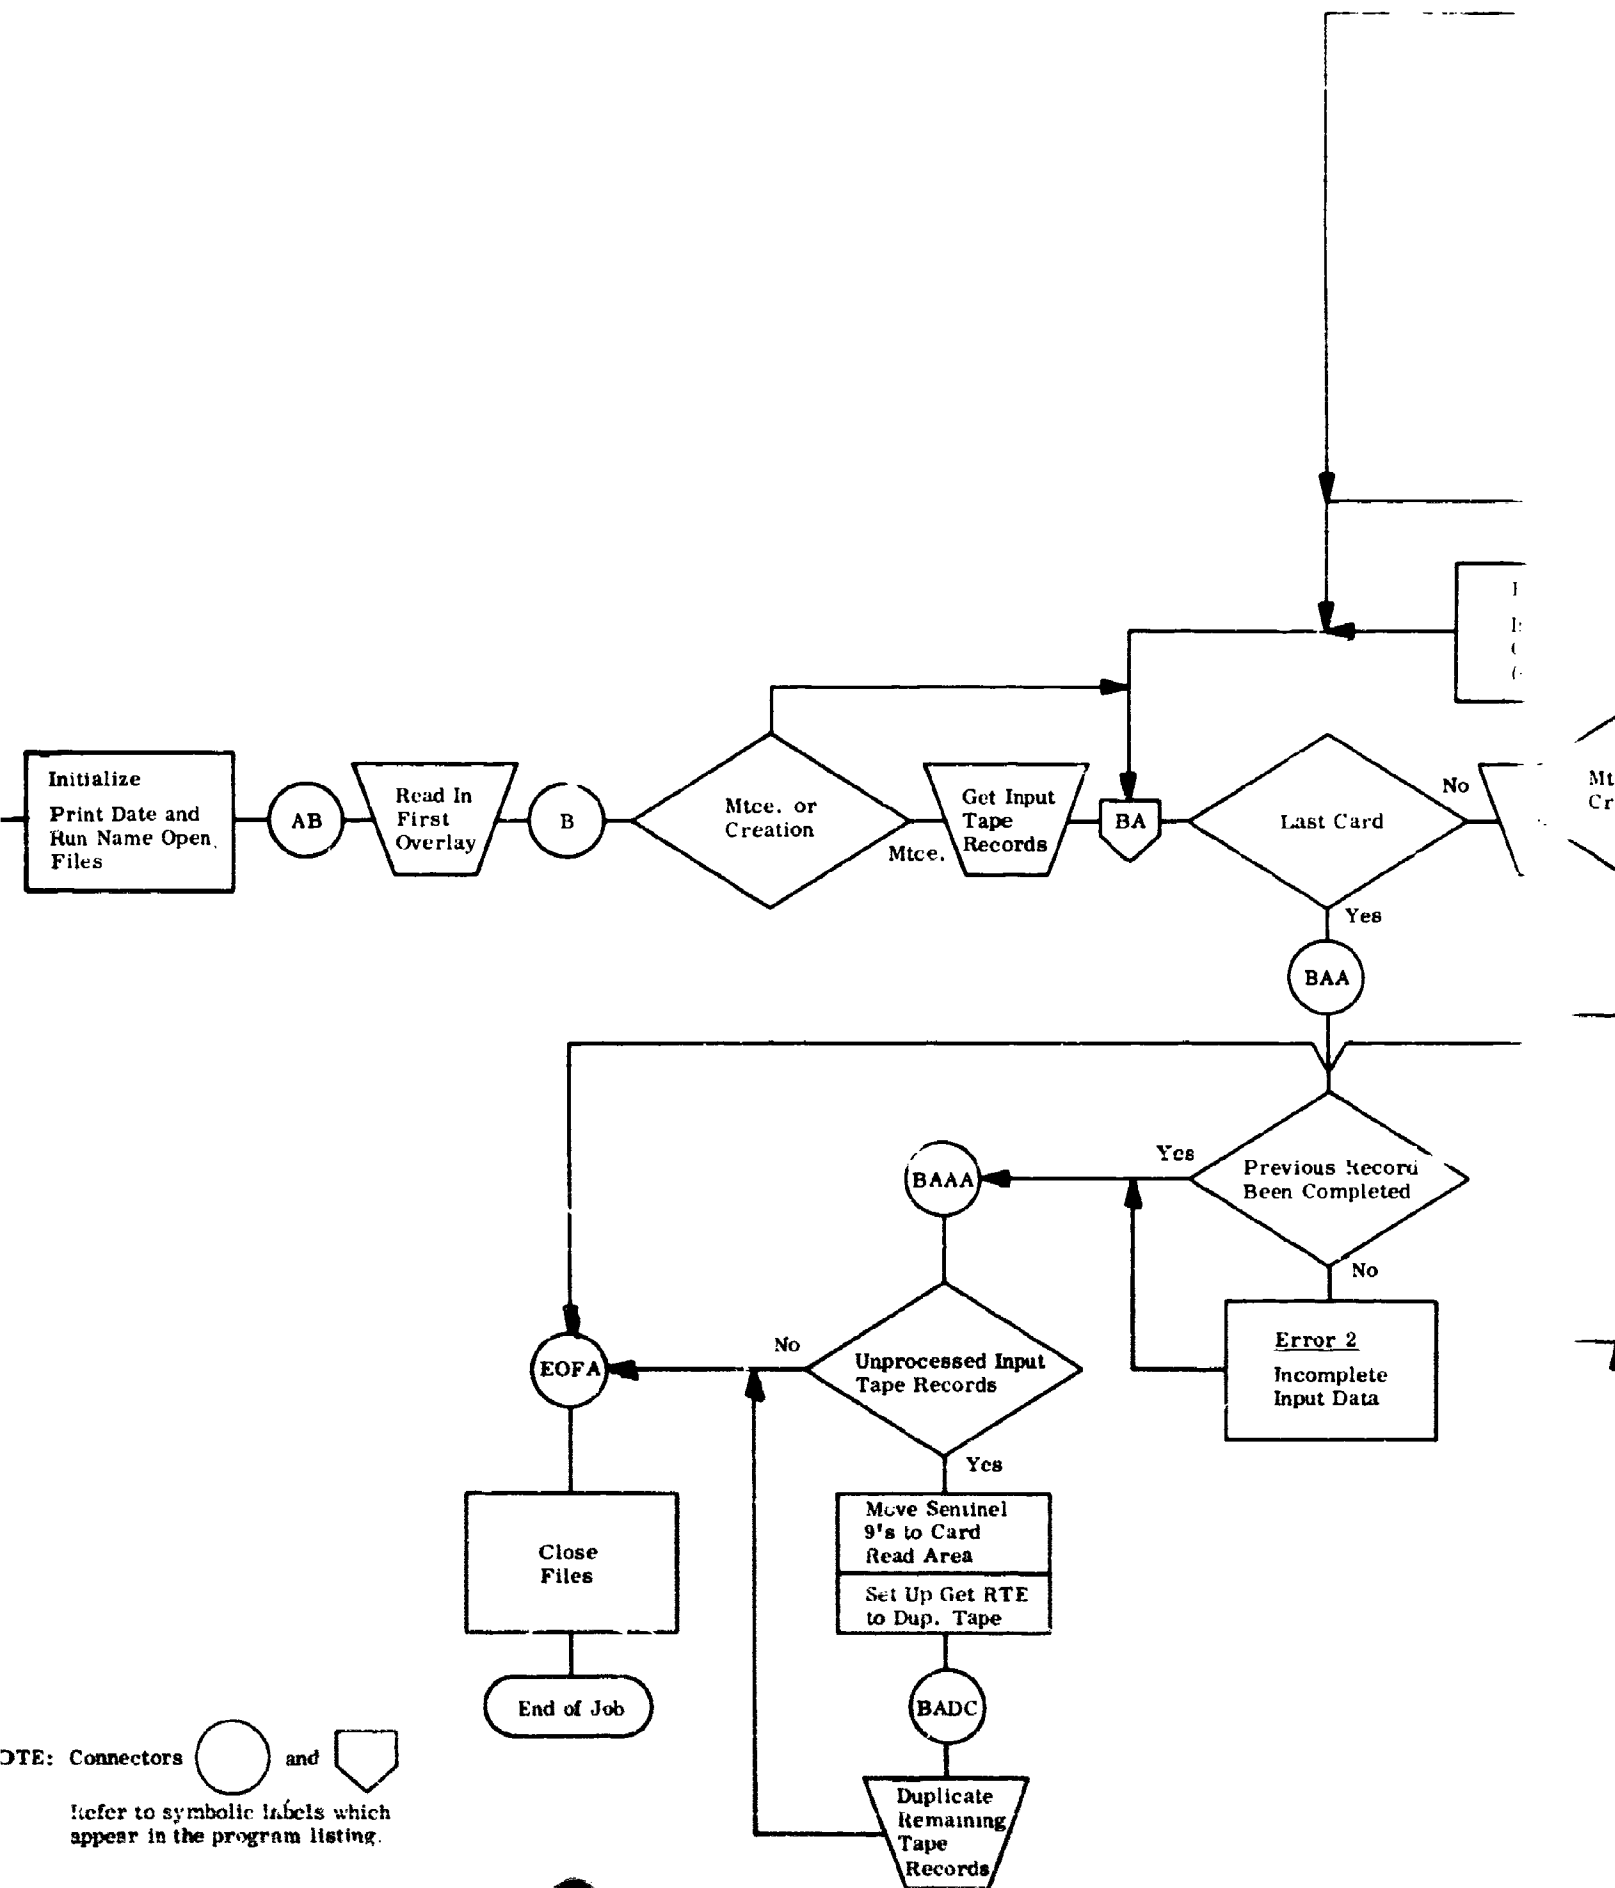 Initialize
Print Date and
Run Name Open
Files
AB
Read In
First
Overlay
B
Mtce. or
Creation
Mtce.
Get Input
Tape
Records
BA
Last Card
No
Mt
Cr
Yes
BAA
Previous Record
Been Completed
Yes
BAAA
No
Error 2
Incomplete
Input Data
Unprocessed Input
Tape Records
No
EOFA
Yes
Move Sentinel
9's to Card
Read Area
Set Up Get RTE
to Dup. Tape
Close
Files
End of Job
BADC
Duplicate
Remaining
Tape
Records
OTE: Connectors and
Refer to symbolic labels which
appear in the program listing.